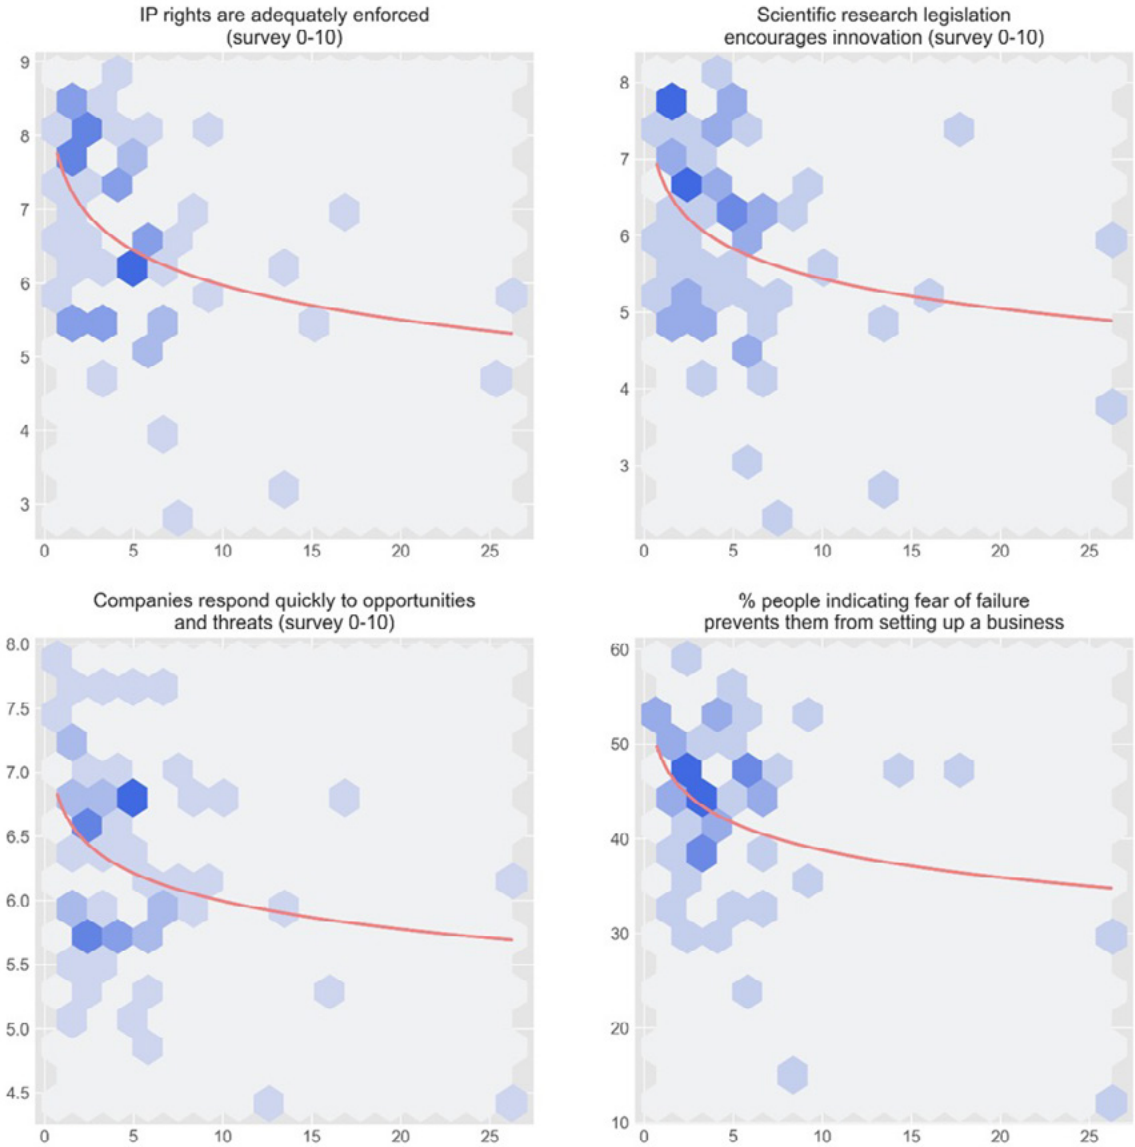 IP rights are adequately enforced
(survey 0-10)
9
8
7
6
5
4
3
0 5 10 15 20 25
Scientific research legislation
encourages innovation (survey 0-10)
8
7
6
5
4
3
0 5 10 15 20 25
Companies respond quickly to opportunities
and threats (survey 0-10)
8.0
7.5
7.0
6.5
6.0
5.5
5.0
4.5
0 5 10 15 20 25
% people indicating fear of failure
prevents them from setting up a business
60
50
40
30
20
10
0 5 10 15 20 25